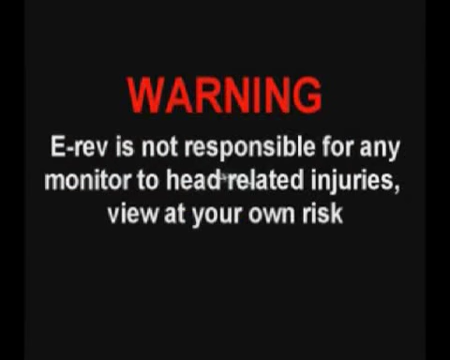 WARNING
E-rev is not responsible for any
monitor to head related injuries,
view at your own risk